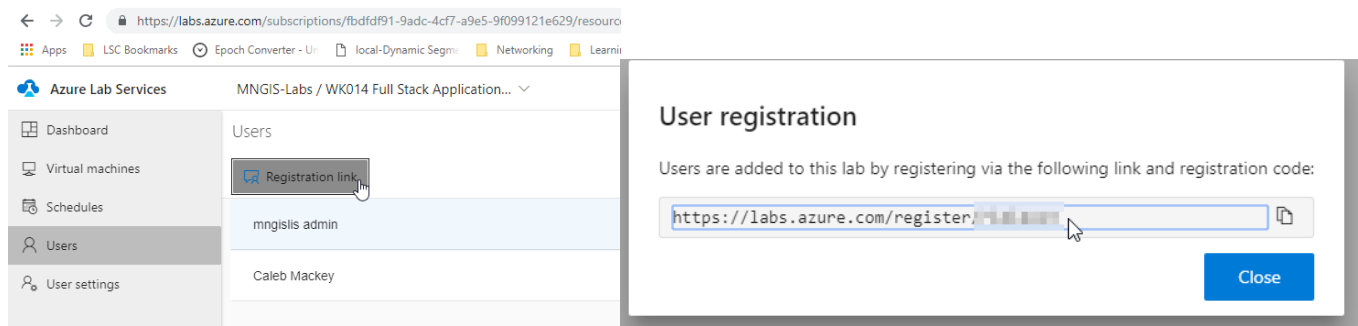 https://labs.azure.com/subscriptions/fbdfdf91-9adc-4cf7-a9e5-9f099121e629/resourc
Apps LSC Bookmarks Epoch Converter - Un local-Dynamic Segme Networking Learni
Azure Lab Services MNGIS-Labs / WK014 Full Stack Application...
Dashboard
Virtual machines
Schedules
Users
User settings
Users
Registration link
mngislis admin
Caleb Mackey
User registration
Users are added to this lab by registering via the following link and registration code:
https://labs.azure.com/register/
Close